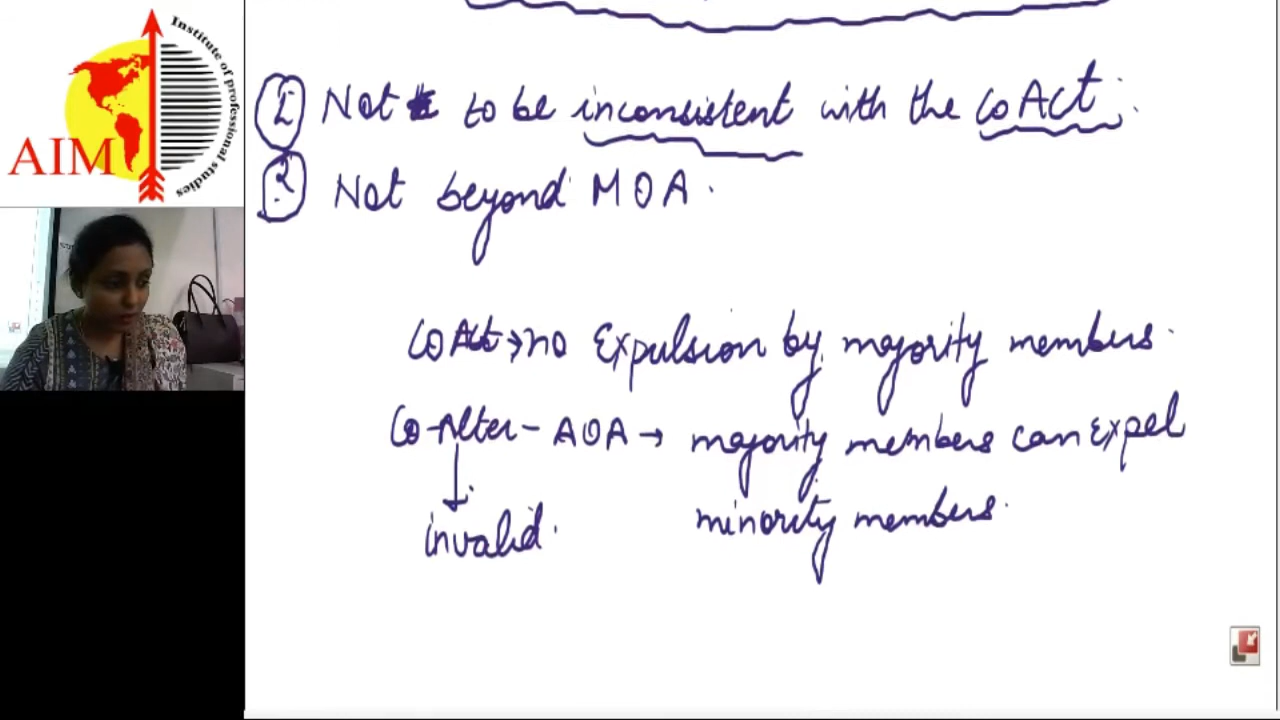 AIM
Institute of professional studies
1 Not to be inconsistent with the Co Act.
2. Not beyond MOA.
Co Act → no Expulsion by majority members.
Co Alter - AOA → majority members can Expel
invalid. minority members.